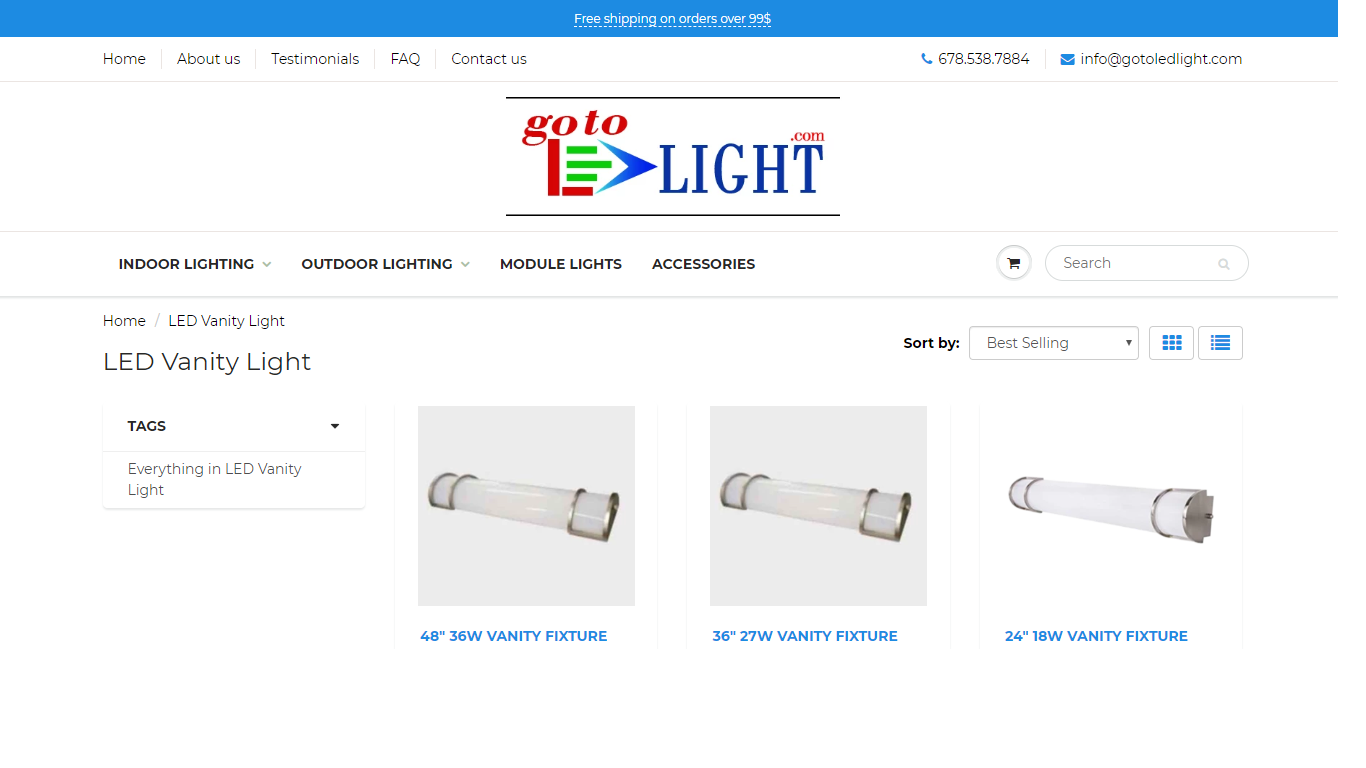 Free shipping on orders over 99$
Home
About us
Testimonials
FAQ
Contact us
678.538.7884
info@gotoledlight.com
go to
LED LIGHT
.com
INDOOR LIGHTING
OUTDOOR LIGHTING
MODULE LIGHTS
ACCESSORIES
Search
Home / LED Vanity Light
LED Vanity Light
Sort by:
Best Selling
TAGS
Everything in LED Vanity
Light
48" 36W VANITY FIXTURE
36" 27W VANITY FIXTURE
24" 18W VANITY FIXTURE